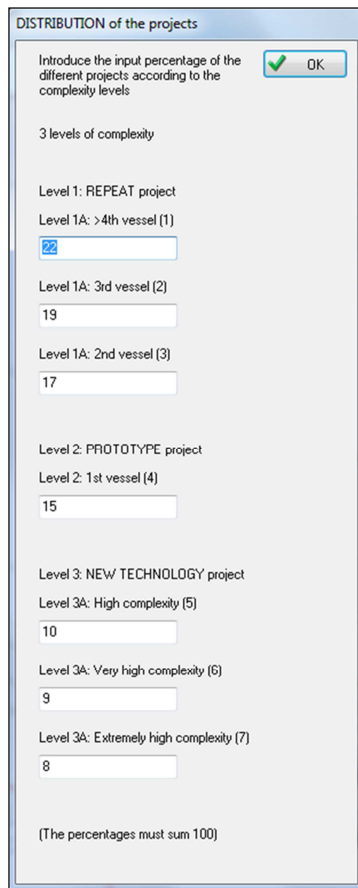 DISTRIBUTION of the projects
Introduce the input percentage of the
different projects according to the
complexity levels
OK
3 levels of complexity
Level 1: REPEAT project
Level 1A: >4th vessel (1)
22
Level 1A: 3rd vessel (2)
19
Level 1A: 2nd vessel (3)
17
Level 2: PROTOTYPE project
Level 2: 1st vessel (4)
15
Level 3: NEW TECHNOLOGY project
Level 3A: High complexity (5)
10
Level 3A: Very high complexity (6)
9
Level 3A: Extremely high complexity (7)
8
(The percentages must sum 100)